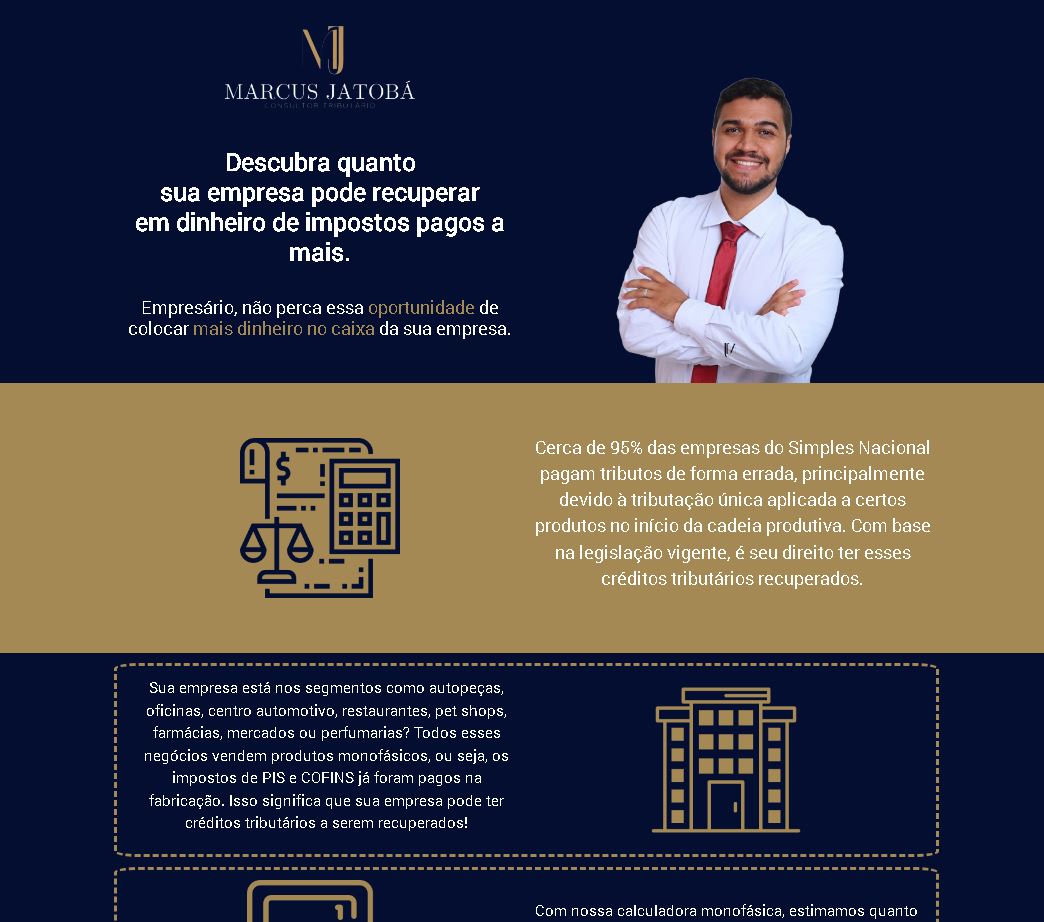 MJ
MARCUS JATOBÁ
CONSULTOR TRIBUTÁRIO
Descubra quanto
sua empresa pode recuperar
em dinheiro de impostos pagos a
mais.
Empresário, não perca essa oportunidade de
colocar mais dinheiro no caixa da sua empresa.
$
Cerca de 95% das empresas do Simples Nacional
pagam tributos de forma errada, principalmente
devido à tributação única aplicada a certos
produtos no início da cadeia produtiva. Com base
na legislação vigente, é seu direito ter esses
créditos tributários recuperados.
Sua empresa está nos segmentos como autopeças,
oficinas, centro automotivo, restaurantes, pet shops,
farmácias, mercados ou perfumarias? Todos esses
negócios vendem produtos monofásicos, ou seja, os
impostos de PIS e COFINS já foram pagos na
fabricação. Isso significa que sua empresa pode ter
créditos tributários a serem recuperados!
Com nossa calculadora monofásica, estimamos quanto